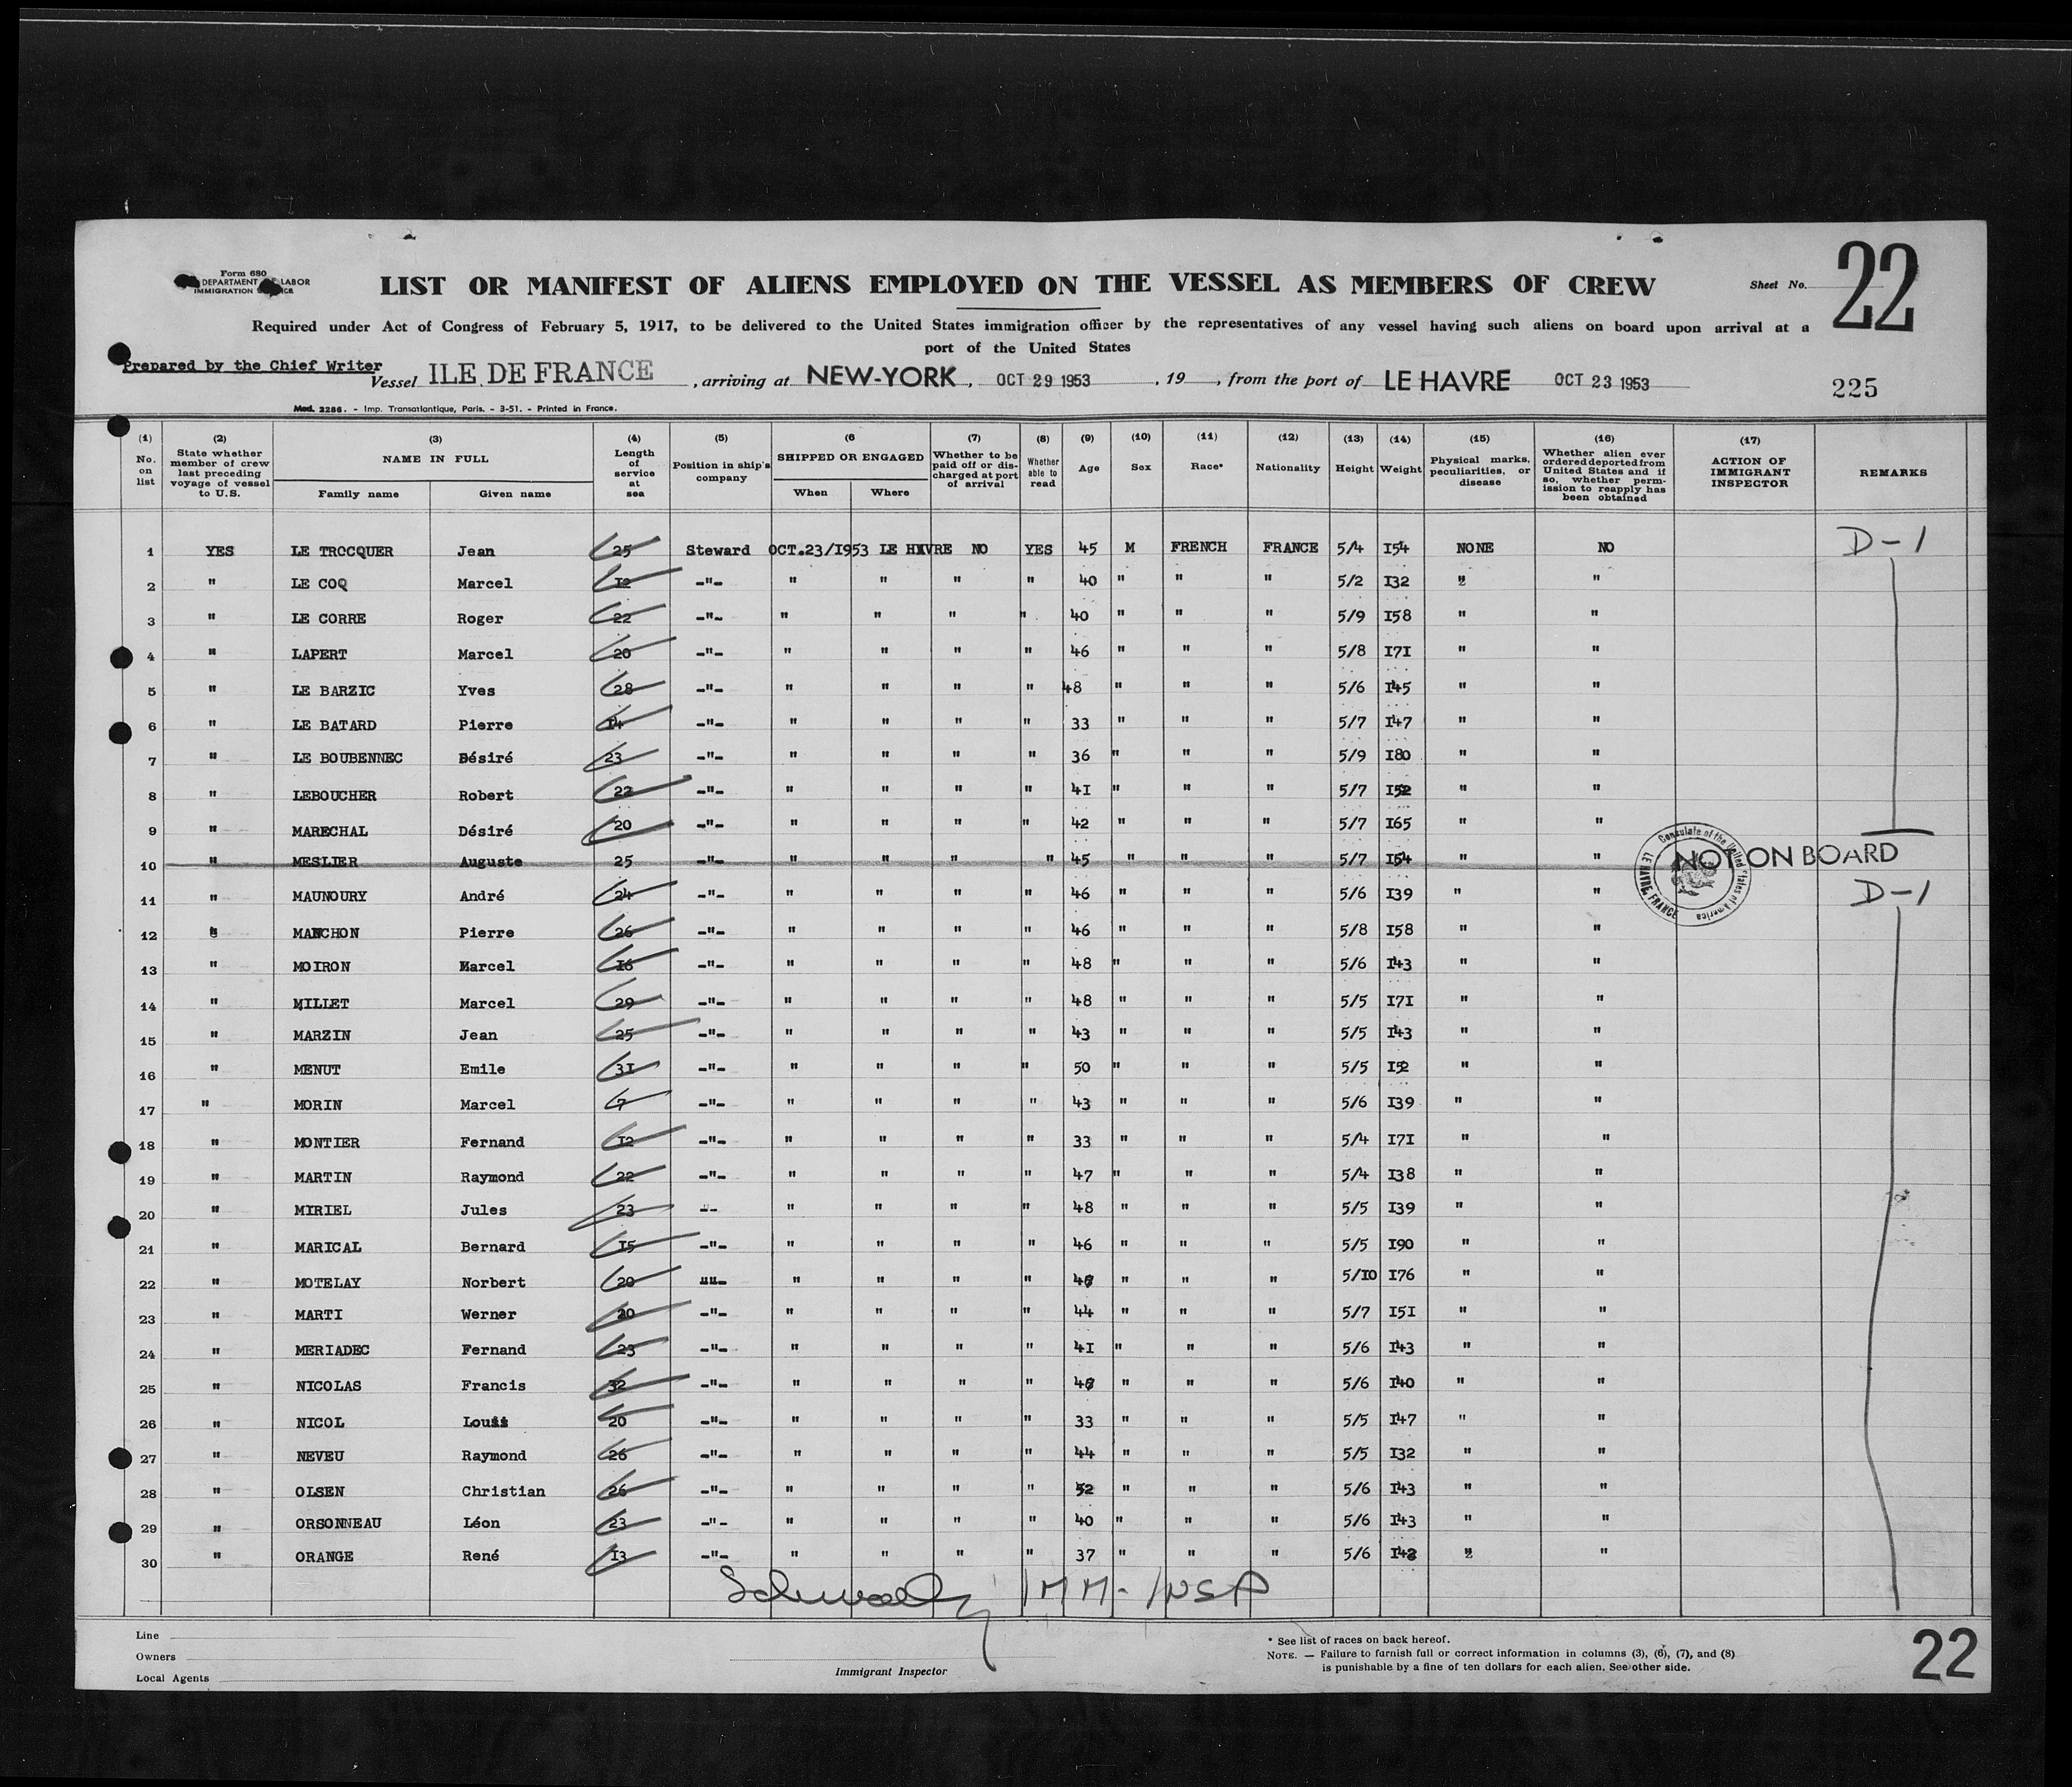 Form 680
DEPARTMENT OF LABOR
IMMIGRATION SERVICE
LIST OR MANIFEST OF ALIENS EMPLOYED ON THE VESSEL AS MEMBERS OF CREW
Sheet No. 22
Required under Act of Congress of February 5, 1917, to be delivered to the United States immigration officer by the representatives of any vessel having such aliens on board upon arrival at a
port of the United States
Prepared by the Chief Writer
Vessel ILE DE FRANCE, arriving at NEW-YORK, OCT 29 1953, 19, from the port of LE HAVRE OCT 23 1953
225
Mod. 2286. - Imp. Transatlantique, Paris. - 3-51. - Printed in France.
(1) No. on list
(2) State whether member of crew last preceding voyage of vessel to U.S.
(3) NAME IN FULL Family name Given name
(4) Length of service at sea
(5) Position in ship's company
(6 SHIPPED OR ENGAGED When Where
(7) Whether to be paid off or discharged at port of arrival
(8) Whether able to read
(9) Age
(10) Sex
(11) Race*
(12) Nationality
(13) Height
(14) Weight
(15) Physical marks, peculiarities, or disease
(16) Whether alien ever ordered deported from United States and if so, whether permission to reapply has been obtained
(17) ACTION OF IMMIGRANT INSPECTOR
REMARKS
1 YES LE TROCQUER Jean 25 Steward OCT.23/1953 LE HAVRE NO YES 45 M FRENCH FRANCE 5/4 154 NONE NO D-1
2 " LE COQ Marcel 12 -"- " " " " 40 " " " 5/2 132 " "
3 " LE CORRE Roger 22 -"- " " " " 40 " " " 5/9 158 " "
4 " LAPERT Marcel 20 -"- " " " " 46 " " " 5/8 171 " "
5 " LE BARZIC Yves 28 -"- " " " " 48 " " " 5/6 145 " "
6 " LE BATARD Pierre 14 -"- " " " " 33 " " " 5/7 147 " "
7 " LE BOUBENNEC Désiré 23 -"- " " " " 36 " " " 5/9 180 " "
8 " LEBOUCHER Robert 22 -"- " " " " 41 " " " 5/7 152 " "
9 " MARECHAL Désiré 20 -"- " " " " 42 " " " 5/7 165 " "
10 " MESLIER Auguste 25 -"- " " " " 45 " " " 5/7 154 " " NOT ON BOARD
Consulate of the United States of America LE HAVRE FRANCE
11 " MAUNOURY André 24 -"- " " " " 46 " " " 5/6 139 " " D-1
12 " MANCHON Pierre 26 -"- " " " " 46 " " " 5/8 158 " "
13 " MOIRON Marcel 16 -"- " " " " 48 " " " 5/6 143 " "
14 " MILLET Marcel 29 -"- " " " " 48 " " " 5/5 171 " "
15 " MARZIN Jean 25 -"- " " " " 43 " " " 5/5 143 " "
16 " MENUT Emile 31 -"- " " " " 50 " " " 5/5 152 " "
17 " MORIN Marcel 7 -"- " " " " 43 " " " 5/6 139 " "
18 " MONTIER Fernand 12 -"- " " " " 33 " " " 5/4 171 " "
19 " MARTIN Raymond 22 -"- " " " " 47 " " " 5/4 138 " "
20 " MIRIEL Jules 23 -- " " " " 48 " " " 5/5 139 " "
21 " MARICAL Bernard 15 -"- " " " " 46 " " " 5/5 190 " "
22 " MOTELAY Norbert 20 ""- " " " " " " " 5/10 176 " "
23 " MARTI Werner 20 -"- " " " " 44 " " " 5/7 151 " "
24 " MERIADEC Fernand 23 -"- " " " " 41 " " " 5/6 143 " "
25 " NICOLAS Francis 32 -"- " " " " " " " 5/6 140 " "
26 " NICOL Louis 20 -"- " " " " 33 " " " 5/5 147 " "
27 " NEVEU Raymond 26 -"- " " " " 44 " " " 5/5 132 " "
28 " OLSEN Christian 26 -"- " " " " 52 " " " 5/6 143 " "
29 " ORSONNEAU Léon 23 -"- " " " " 40 " " " 5/6 143 " "
30 " ORANGE René 13 -"- " " " " 37 " " " 5/6 " "
IMM-INSP
Line
Owners
Local Agents
Immigrant Inspector
* See list of races on back hereof.
NOTE. — Failure to furnish full or correct information in columns (3), (6), (7), and (8)
is punishable by a fine of ten dollars for each alien. See other side.
22